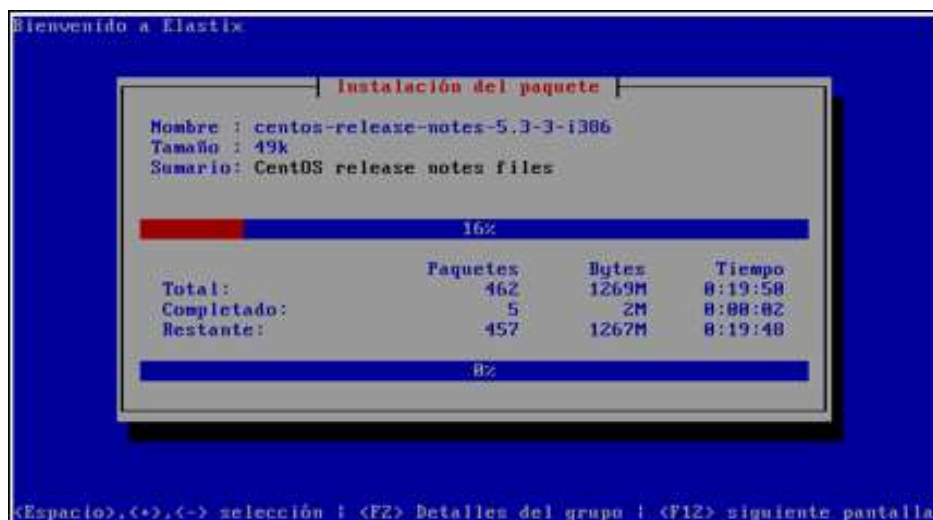 Bienvenido a Elastix
Instalación del paquete
Nombre : centos-release-notes-5.3-3-i386
Tamaño : 49k
Sumario: CentOS release notes files
16%
Paquetes Bytes Tiempo
Total: 462 1269M 0:19:50
Completado: 5 2M 0:00:02
Restante: 457 1267M 0:19:48
0%
<Espacio>,<+>,<-> selección | <F2> Detalles del grupo | <F12> siguiente pantalla